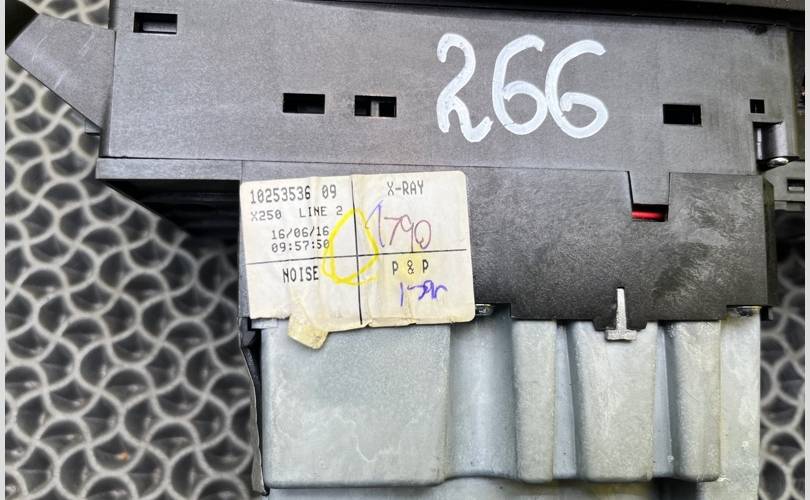 266
10253536 09
X250 LINE 2
16/06/16
09:57:50
X-RAY
1790
NOISE
P & P